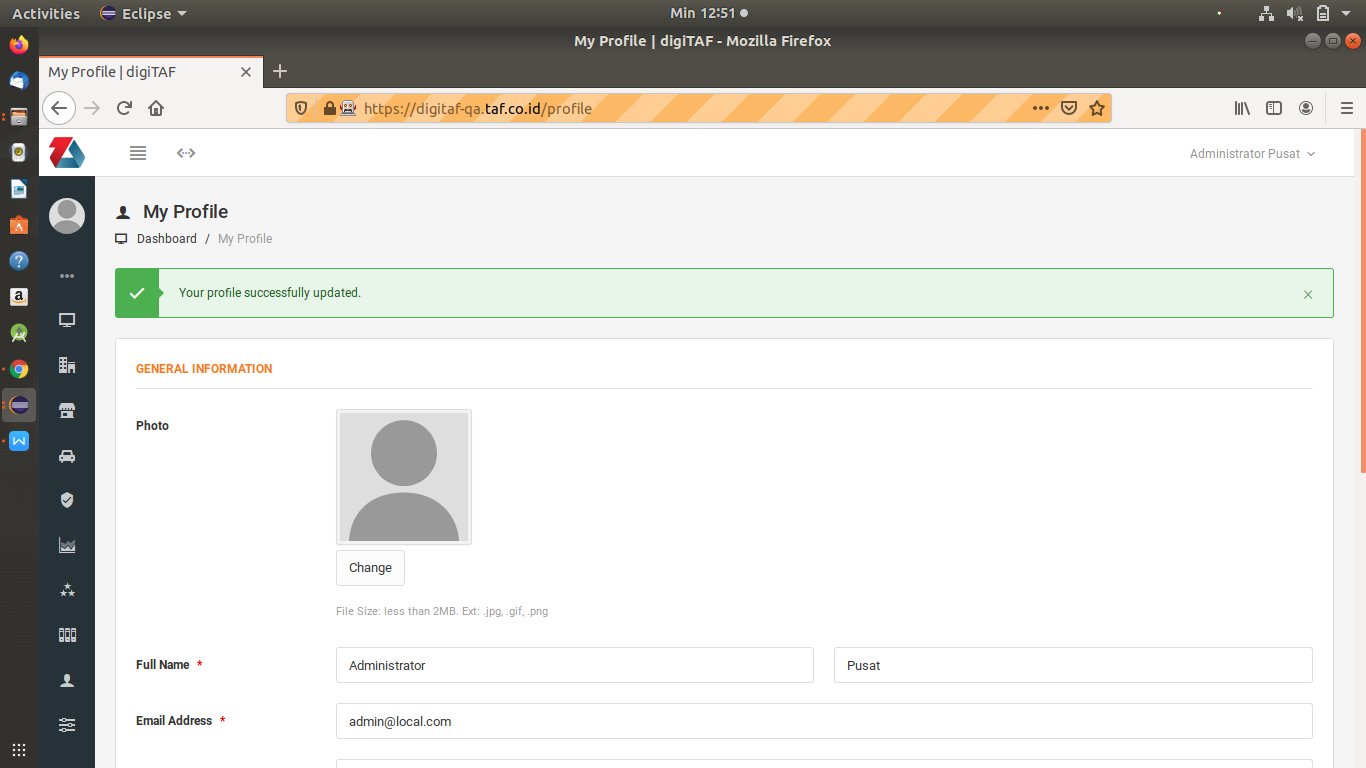 Activities Eclipse Min 12:51
My Profile | digiTAF - Mozilla Firefox
My Profile | digiTAF
https://digitaf-qa.taf.co.id/profile
Administrator Pusat
My Profile
Dashboard / My Profile
Your profile successfully updated.
GENERAL INFORMATION
Photo
Change
File Size: less than 2MB. Ext: .jpg, .gif, .png
Full Name * Administrator Pusat
Email Address * admin@local.com